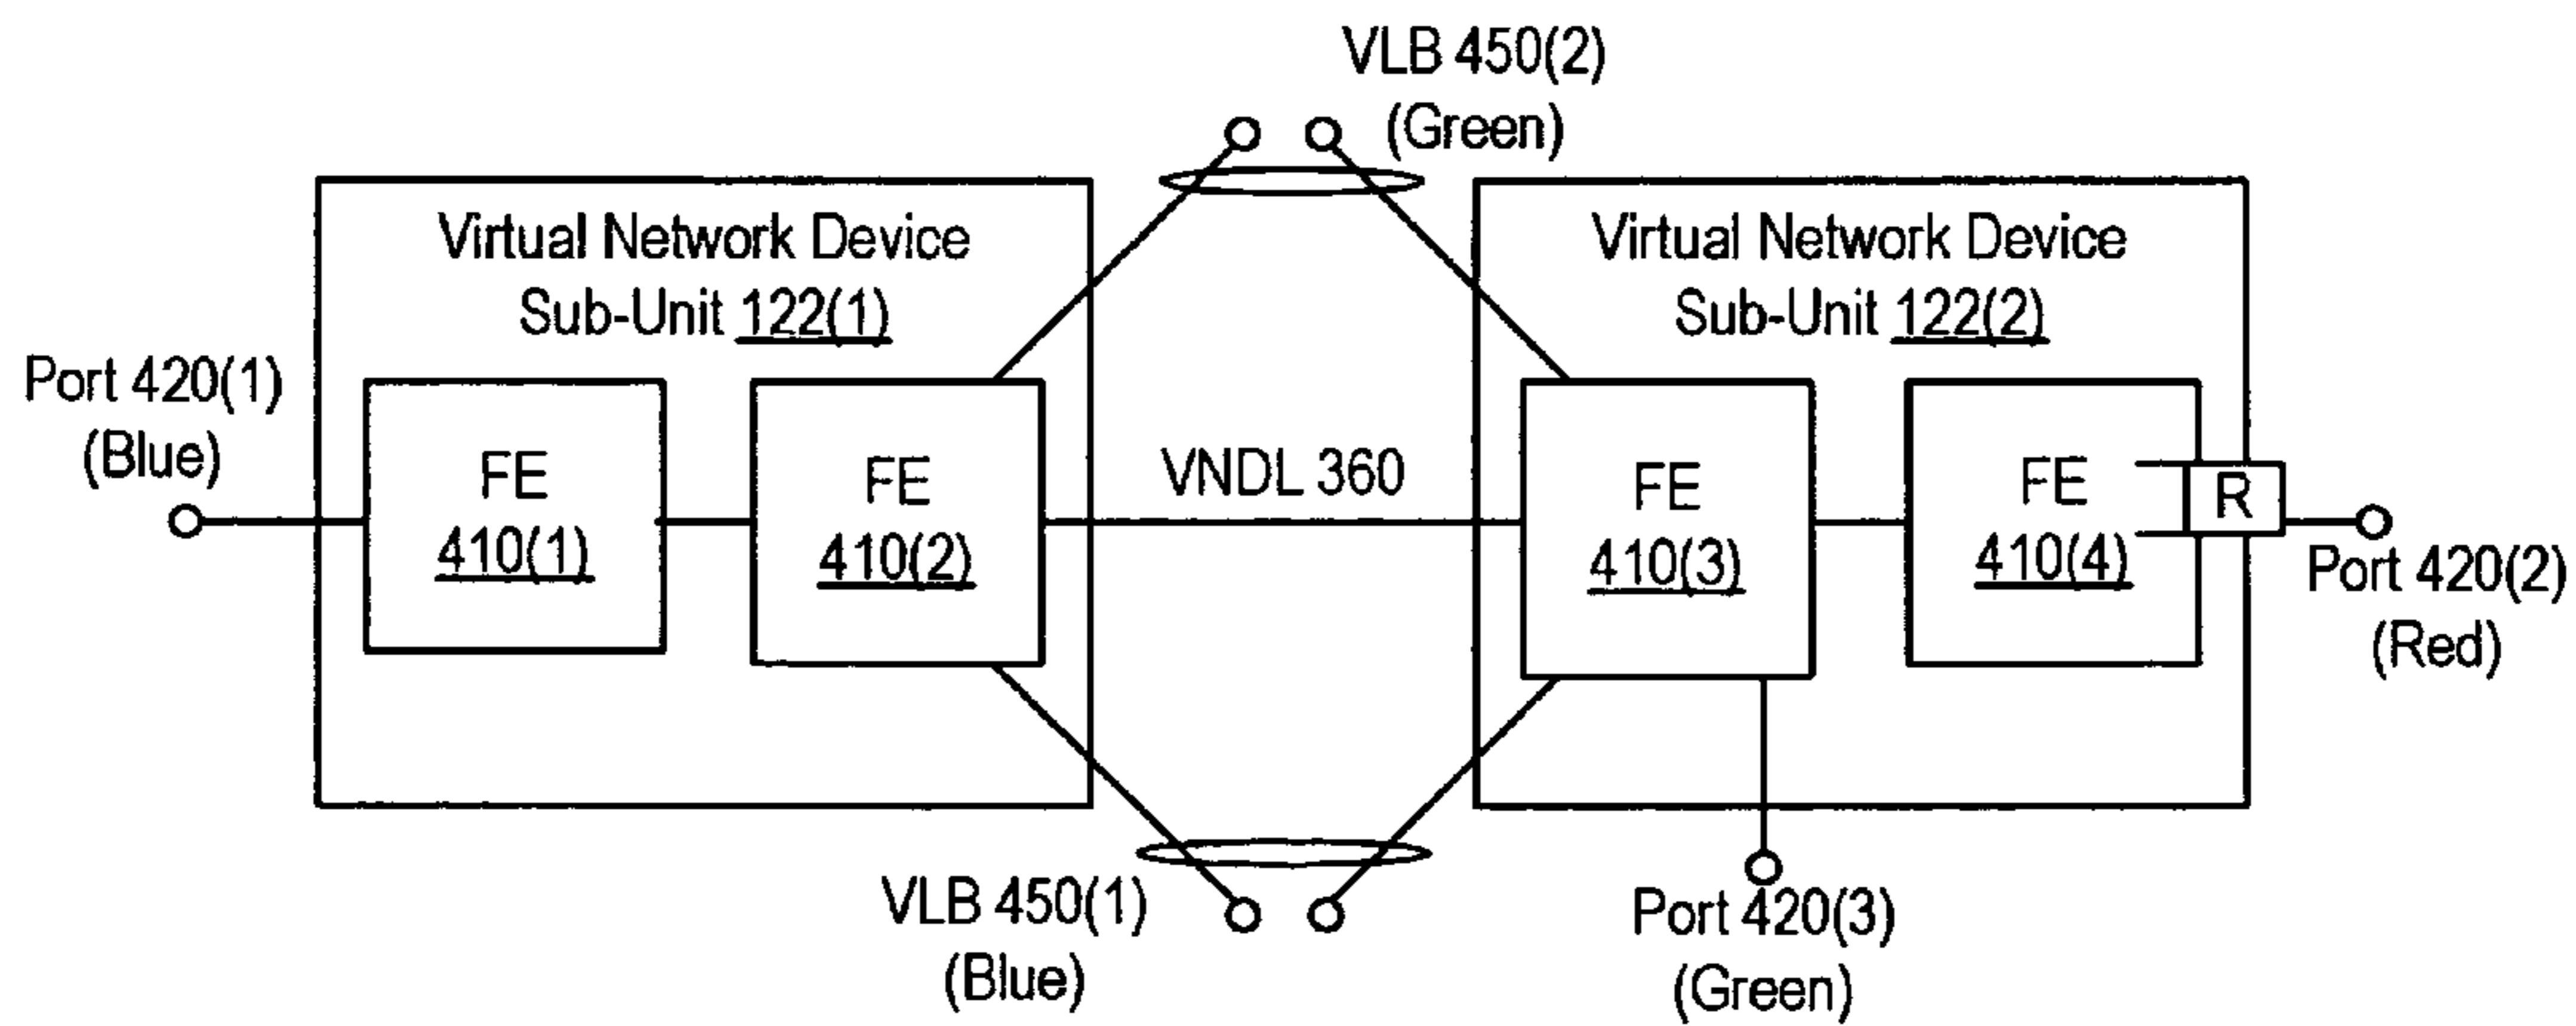 VLB 450(2)
(Green)
Virtual Network Device
Sub-Unit 122(1)
Virtual Network Device
Sub-Unit 122(2)
Port 420(1)
(Blue)
FE
410(1)
FE
410(2)
VNDL 360
FE
410(3)
FE
410(4)
R
Port 420(2)
(Red)
VLB 450(1)
(Blue)
Port 420(3)
(Green)